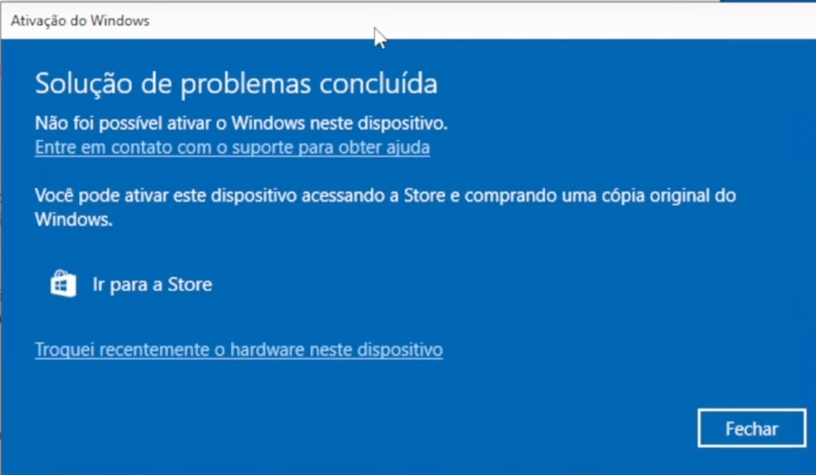 Ativação do Windows
Solução de problemas concluída
Não foi possível ativar o Windows neste dispositivo.
Entre em contato com o suporte para obter ajuda
Você pode ativar este dispositivo acessando a Store e comprando uma cópia original do
Windows.
Ir para a Store
Troquei recentemente o hardware neste dispositivo
Fechar